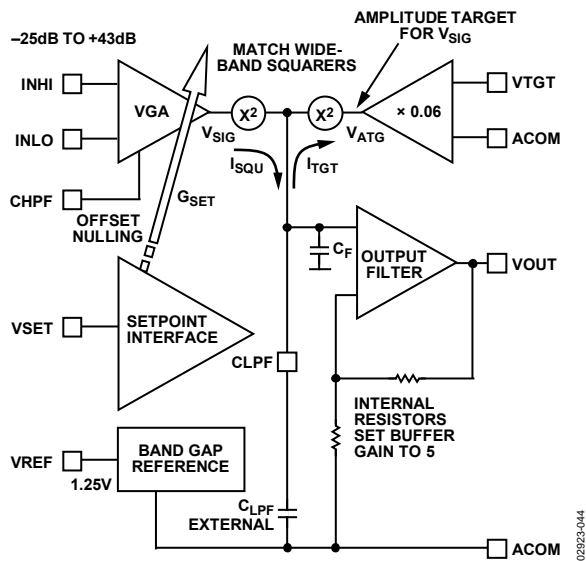 –25dB TO +43dB
INHI
INLO
CHPF
VGA
OFFSET
NULLING
GSET
VSIG
MATCH WIDE-
BAND SQUARERS
X2
X2
ISQU
ITGT
AMPLITUDE TARGET
FOR VSIG
VATG
× 0.06
VTGT
ACOM
VSET
SETPOINT
INTERFACE
CF
OUTPUT
FILTER
VOUT
CLPF
INTERNAL
RESISTORS
SET BUFFER
GAIN TO 5
VREF
1.25V
BAND GAP
REFERENCE
CLPF
EXTERNAL
ACOM
02923-044